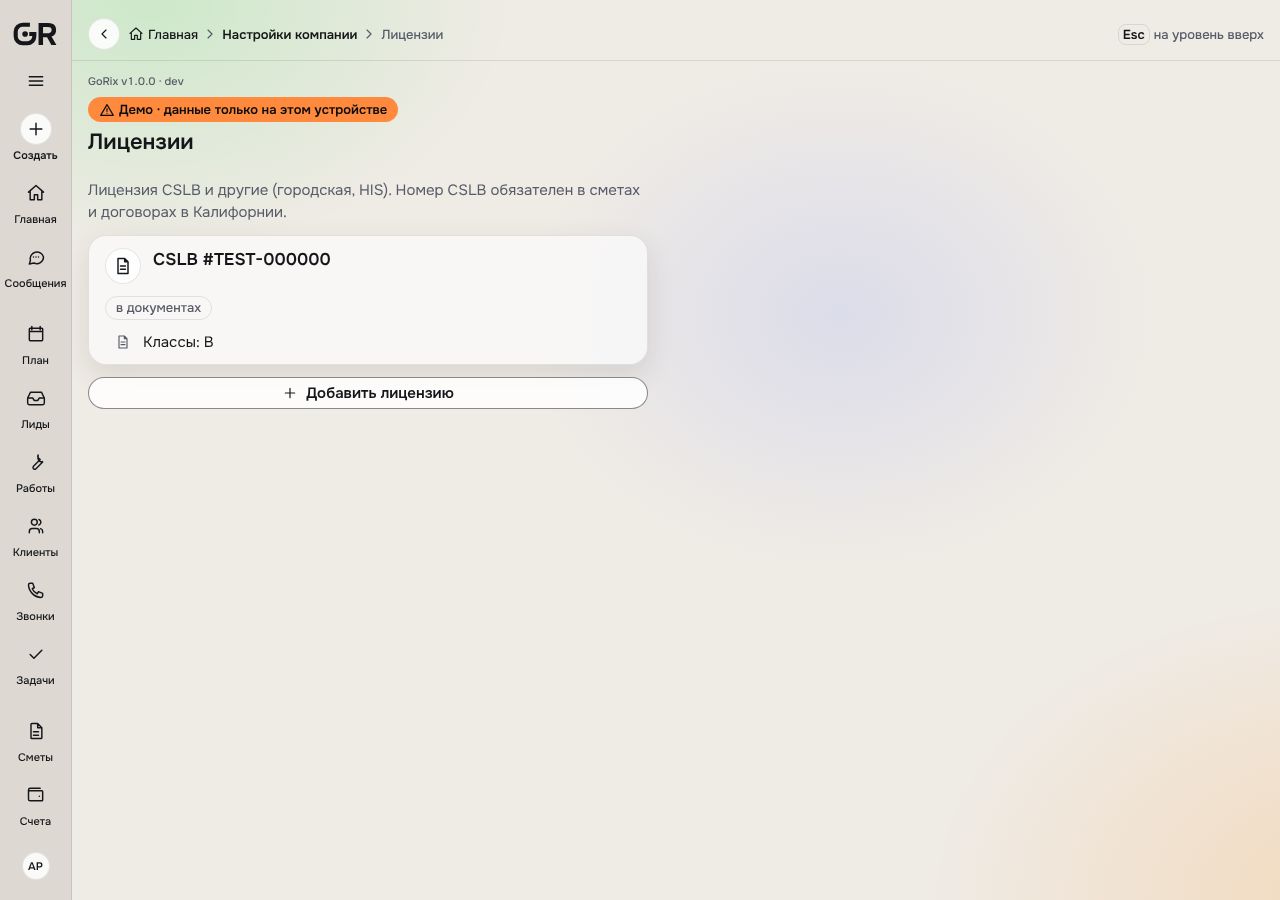 GR
Главная
Настройки компании
Лицензии
Esc на уровень вверх
GoRix v1.0.0 · dev
Демо · данные только на этом устройстве
Лицензии
Лицензия CSLB и другие (городская, HIS). Номер CSLB обязателен в сметах
и договорах в Калифорнии.
CSLB #TEST-000000
в документах
Классы: B
Добавить лицензию
Создать
Главная
Сообщения
План
Лиды
Работы
Клиенты
Звонки
Задачи
Сметы
Счета
AP